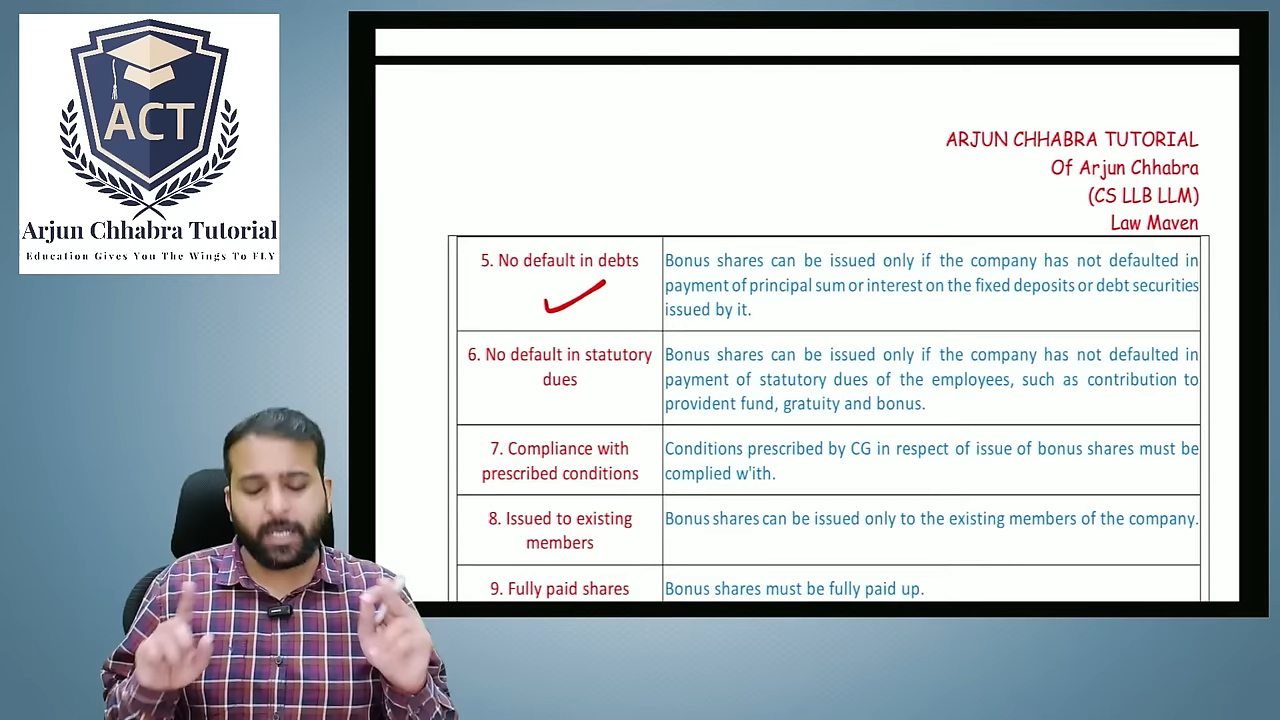 ACT
Arjun Chhabra Tutorial
Education Gives You The Wings To FLY
ARJUN CHHABRA TUTORIAL
Of Arjun Chhabra
(CS LLB LLM)
Law Maven
5. No default in debts
Bonus shares can be issued only if the company has not defaulted in
payment of principal sum or interest on the fixed deposits or debt securities
issued by it.
6. No default in statutory
dues
Bonus shares can be issued only if the company has not defaulted in
payment of statutory dues of the employees, such as contribution to
provident fund, gratuity and bonus.
7. Compliance with
prescribed conditions
Conditions prescribed by CG in respect of issue of bonus shares must be
complied w'ith.
8. Issued to existing
members
Bonus shares can be issued only to the existing members of the company.
9. Fully paid shares
Bonus shares must be fully paid up.